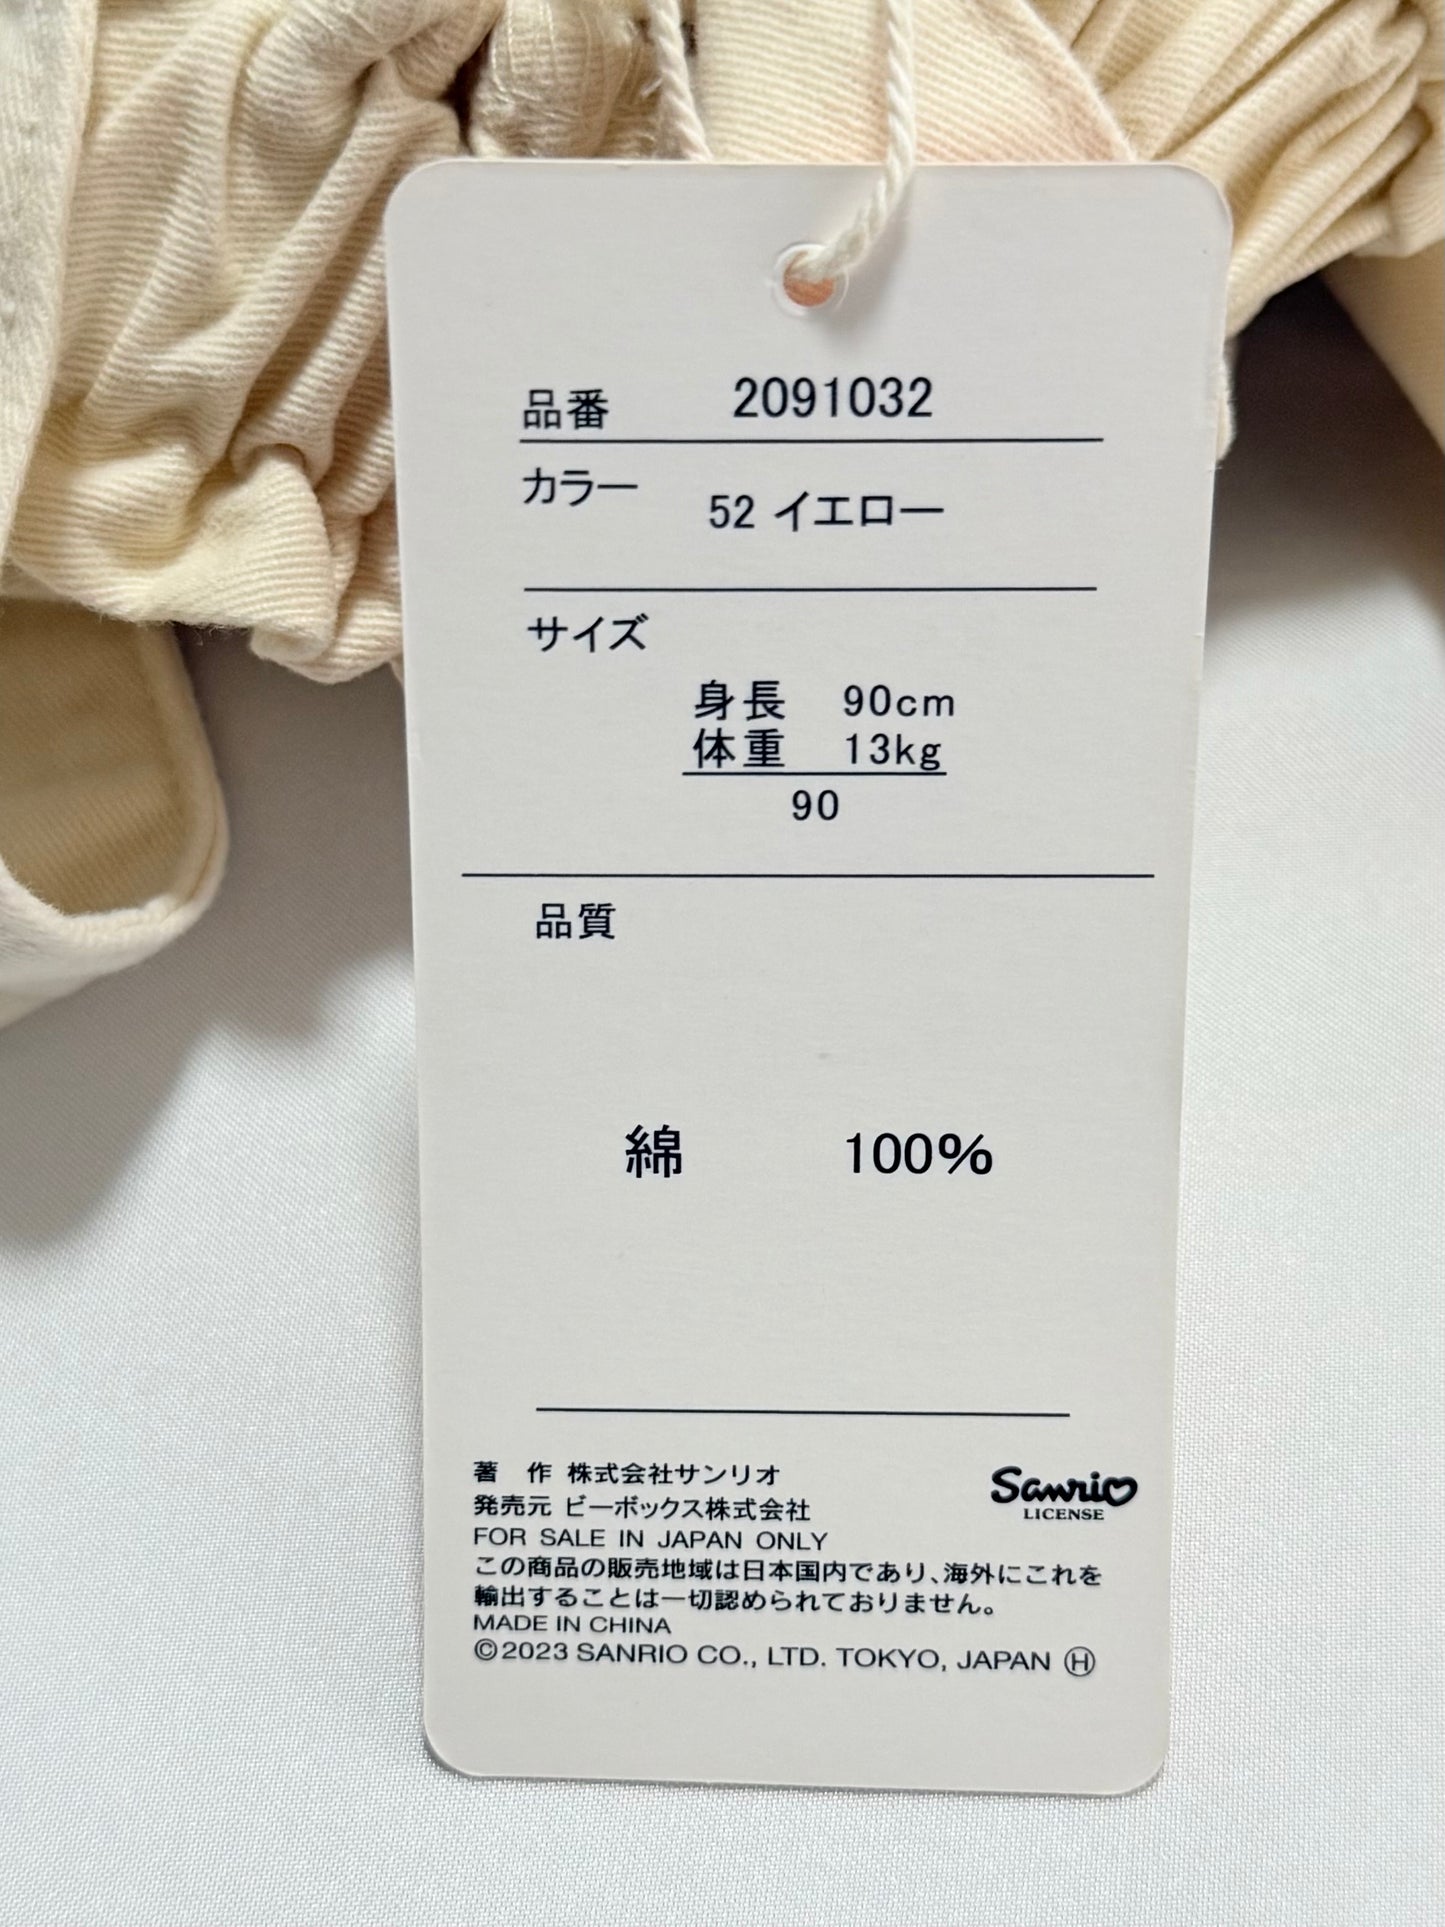 品番 2091032
カラー 52 イエロー
サイズ
身長 90cm
体重 13kg
90
品質
綿 100%
著 作 株式会社サンリオ
発売元 ビーボックス株式会社
Sanrio
LICENSE
FOR SALE IN JAPAN ONLY
この商品の販売地域は日本国内であり､海外にこれを
輸出することは一切認められておりません。
MADE IN CHINA
©2023 SANRIO CO., LTD. TOKYO, JAPAN Ⓗ